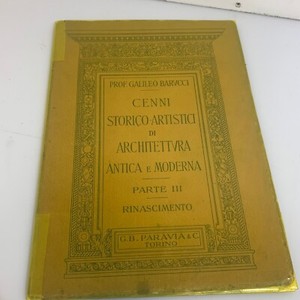 PROF. GALILEO BARUCCI
CENNI
STORICO-ARTISTICI
DI
ARCHITETTVRA
ANTICA E MODERNA
PARTE III
RINASCIMENTO
G.B. PARAVIA & C.
TORINO